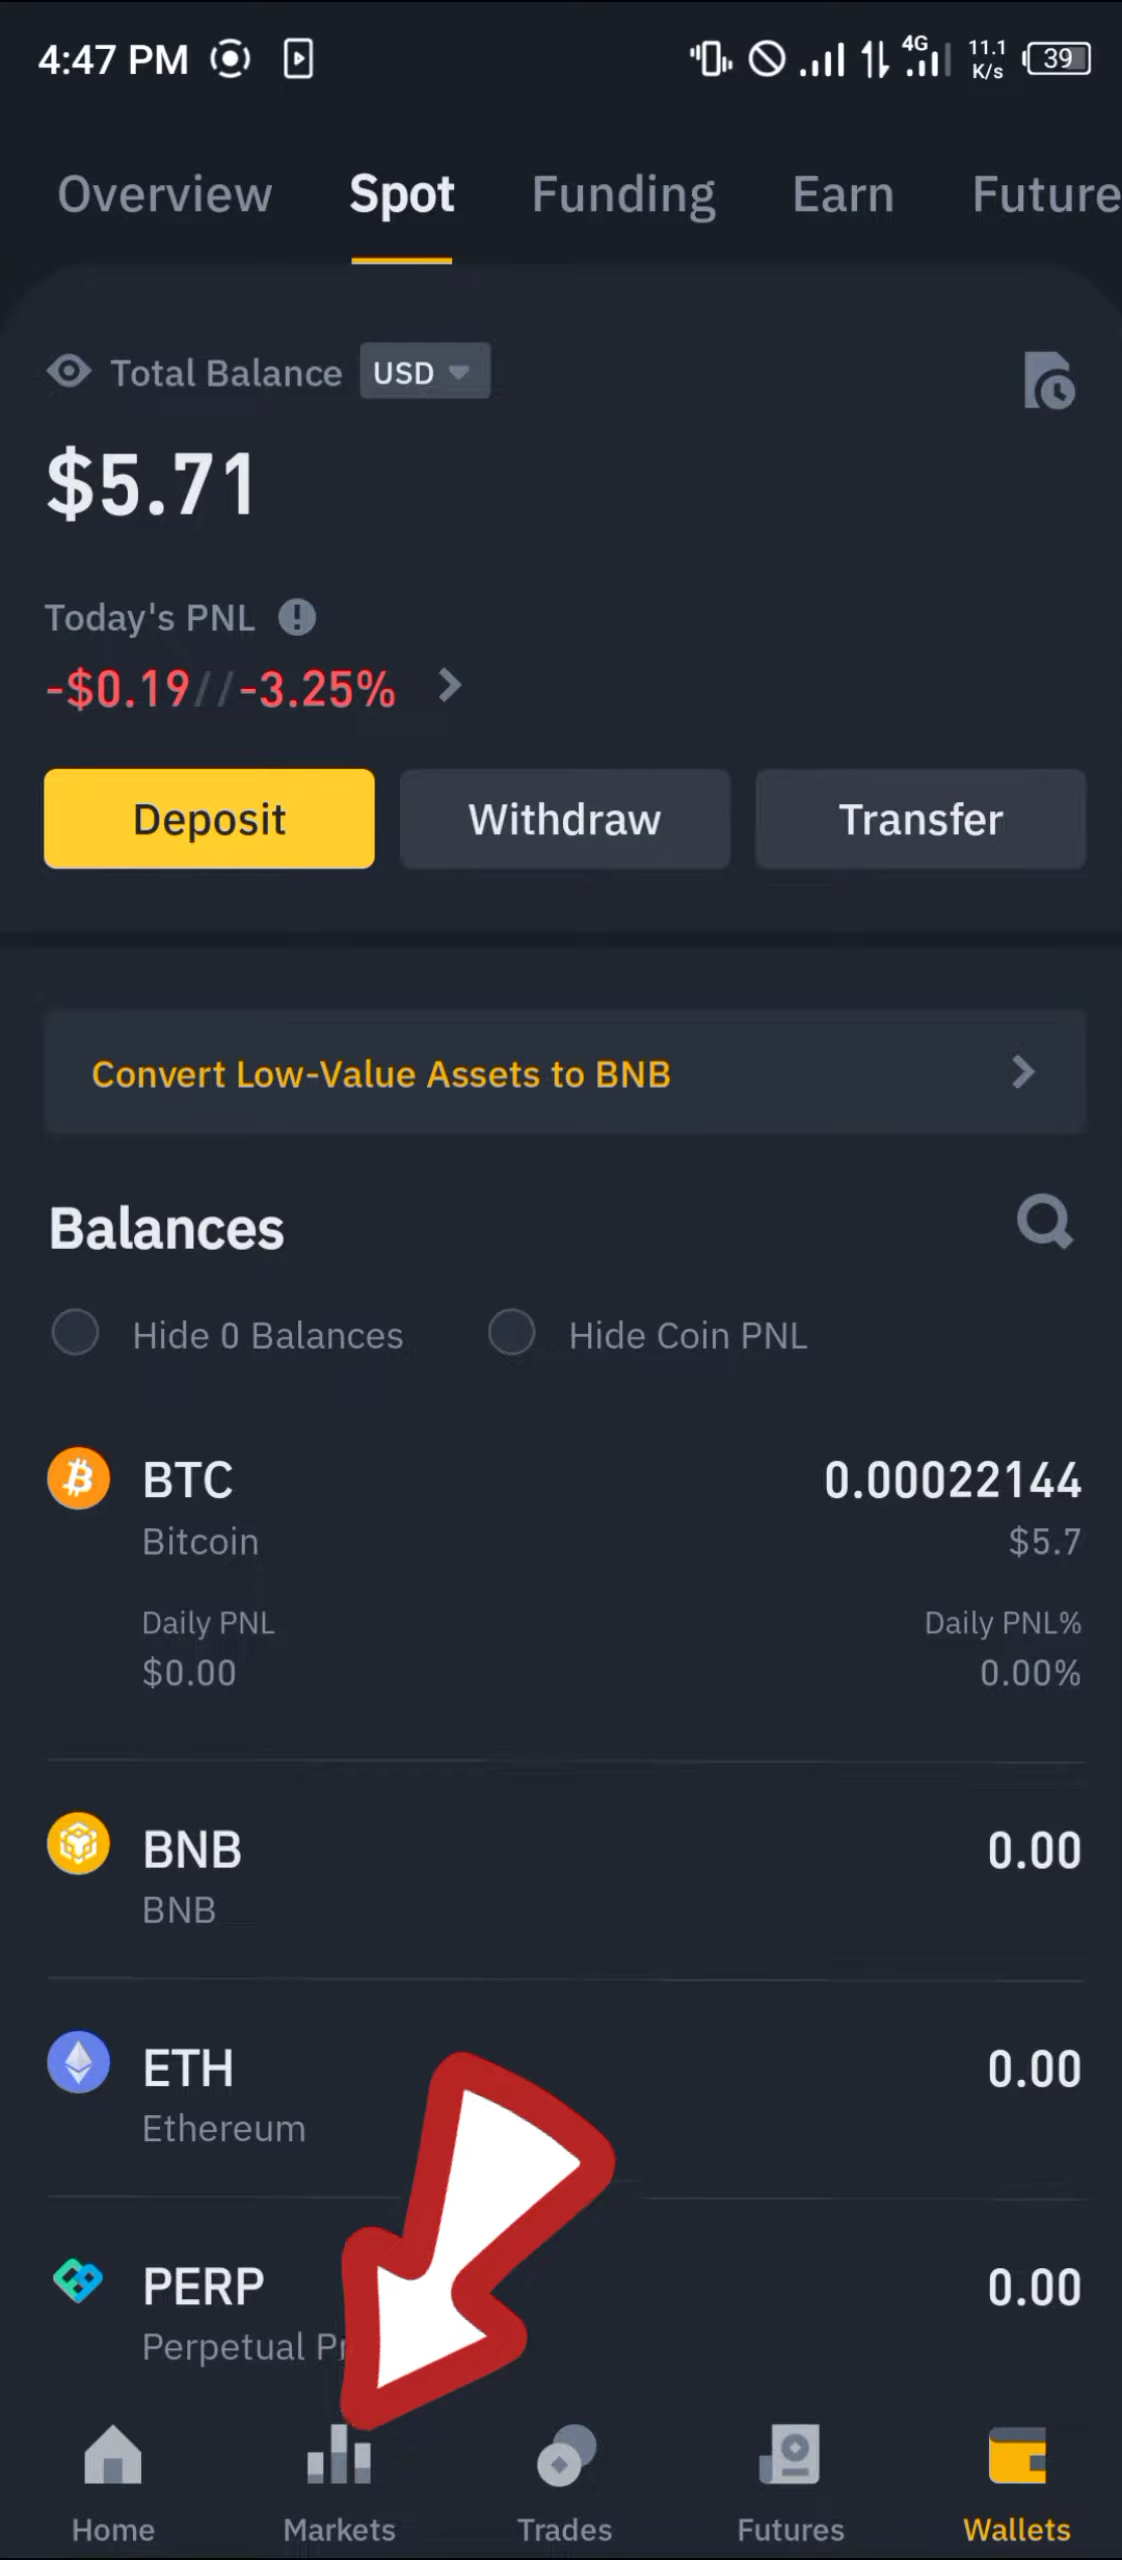 4:47 PM 4G 11.1 K/s 39
Overview Spot Funding Earn Future
Total Balance USD
$5.71
Today's PNL
-$0.19//-3.25%
Deposit Withdraw Transfer
Convert Low-Value Assets to BNB
Balances
Hide 0 Balances Hide Coin PNL
BTC 0.00022144
Bitcoin $5.7
Daily PNL Daily PNL%
$0.00 0.00%
BNB 0.00
BNB
ETH 0.00
Ethereum
PERP 0.00
Perpetual
Home Markets Trades Futures Wallets